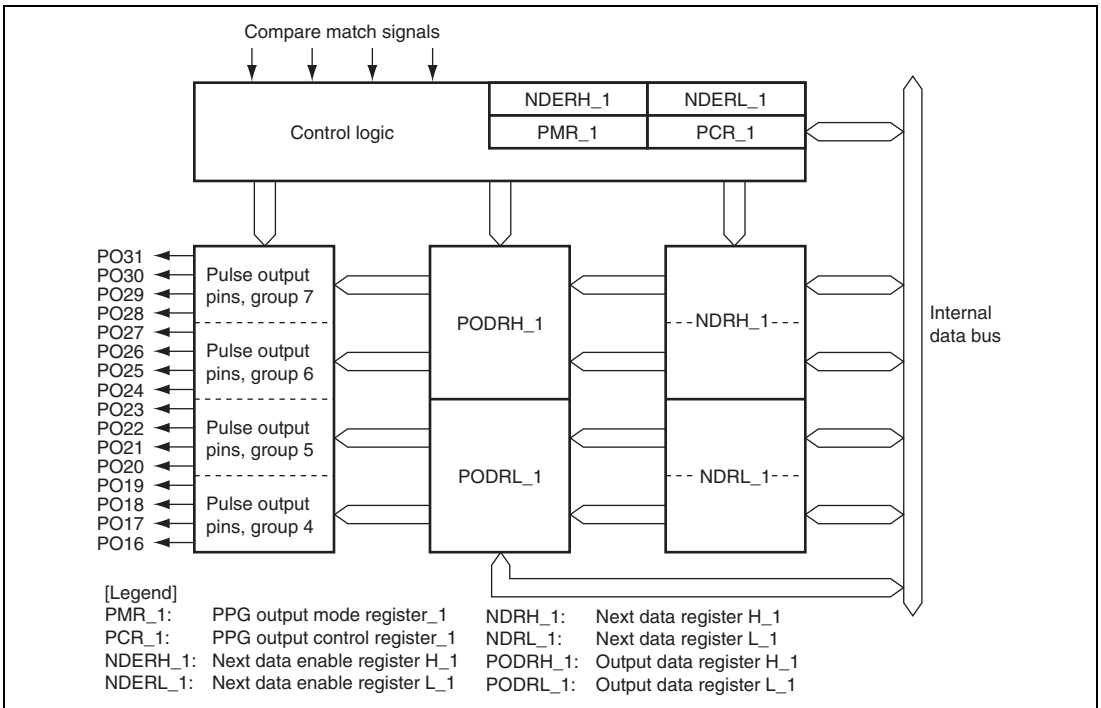 Compare match signals
Control logic
NDERH_1
NDERL_1
PMR_1
PCR_1
PO31
PO30
PO29
PO28
PO27
PO26
PO25
PO24
PO23
PO22
PO21
PO20
PO19
PO18
PO17
PO16
Pulse output
pins, group 7
Pulse output
pins, group 6
Pulse output
pins, group 5
Pulse output
pins, group 4
PODRH_1
PODRL_1
NDRH_1
NDRL_1
Internal
data bus
[Legend]
PMR_1: PPG output mode register_1
PCR_1: PPG output control register_1
NDERH_1: Next data enable register H_1
NDERL_1: Next data enable register L_1
NDRH_1: Next data register H_1
NDRL_1: Next data register L_1
PODRH_1: Output data register H_1
PODRL_1: Output data register L_1